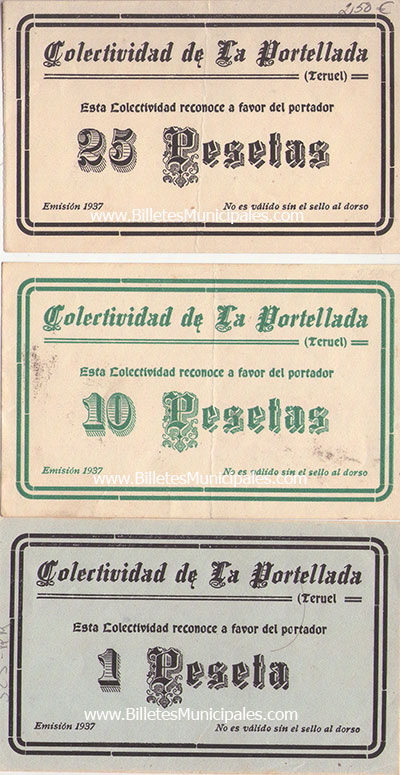 2,50 €
Colectividad de La Portellada
(Teruel)
Esta Colectividad reconoce a favor del portador
25 Pesetas
Emisión 1937 No es válido sin el sello al dorso
www.BilletesMunicipales.com
Colectividad de La Portellada
(Teruel)
Esta Colectividad reconoce a favor del portador
10 Pesetas
Emisión 1937 No es válido sin el sello al dorso
www.BilletesMunicipales.com
Colectividad de La Portellada
(Teruel
Esta Colectividad reconoce a favor del portador
1 Peseta
www.BilletesMunicipales.com
Emisión 1937 No es válido sin el sello al dorso